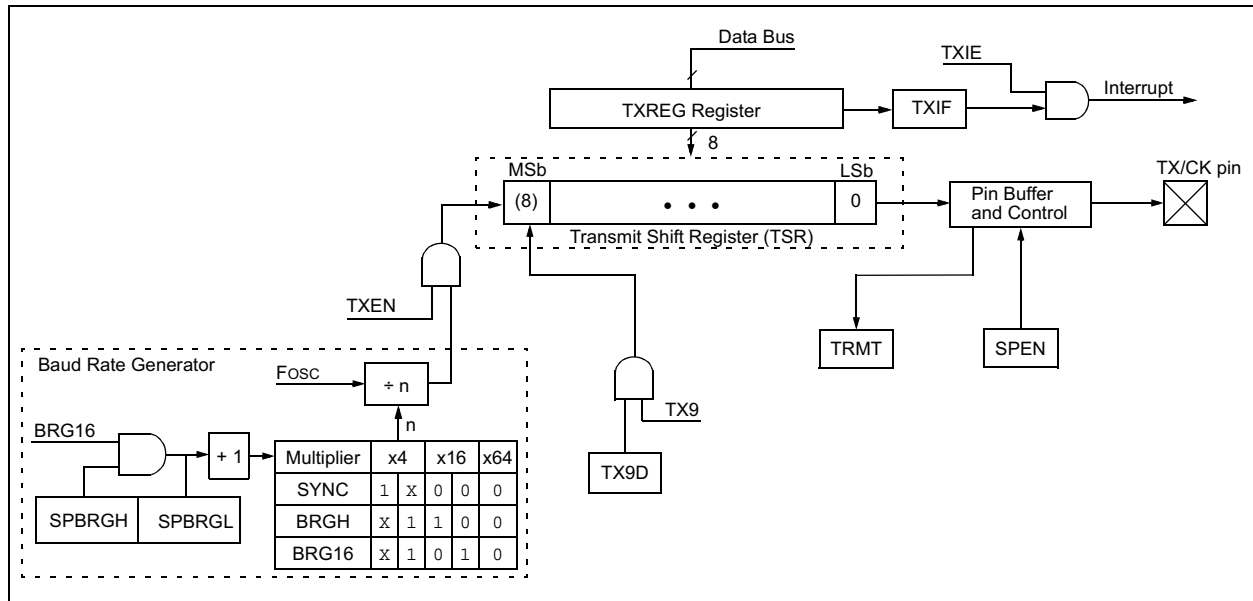 Data Bus
TXIE
Interrupt
TXREG Register
TXIF
8
MSb
LSb
TX/CK pin
(8)
• • •
0
Pin Buffer
and Control
Transmit Shift Register (TSR)
TXEN
TRMT
SPEN
Baud Rate Generator
FOSC
÷ n
TX9
n
BRG16
+ 1
TX9D
Multiplier x4 x16 x64
SYNC 1 X 0 0 0
BRGH X 1 1 0 0
BRG16 X 1 0 1 0
SPBRGH SPBRGL